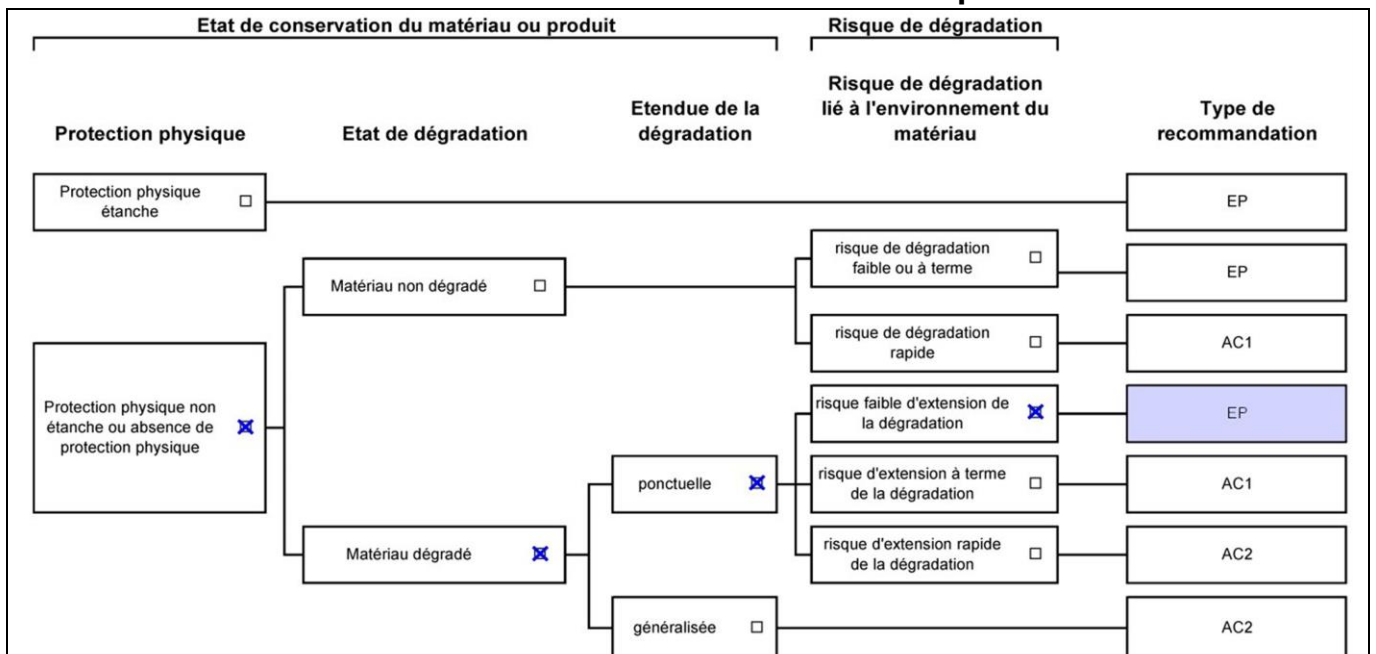 Etat de conservation du matériau ou produit
Risque de dégradation
Protection physique
Etat de dégradation
Etendue de la
dégradation
Risque de dégradation
lié à l'environnement du
matériau
Type de
recommandation
Protection physique
étanche
EP
risque de dégradation
faible ou à terme
EP
Matériau non dégradé
risque de dégradation
rapide
AC1
Protection physique non
étanche ou absence de
protection physique
risque faible d'extension de
la dégradation
EP
ponctuelle
risque d'extension à terme
de la dégradation
AC1
Matériau dégradé
risque d'extension rapide
de la dégradation
AC2
généralisée
AC2